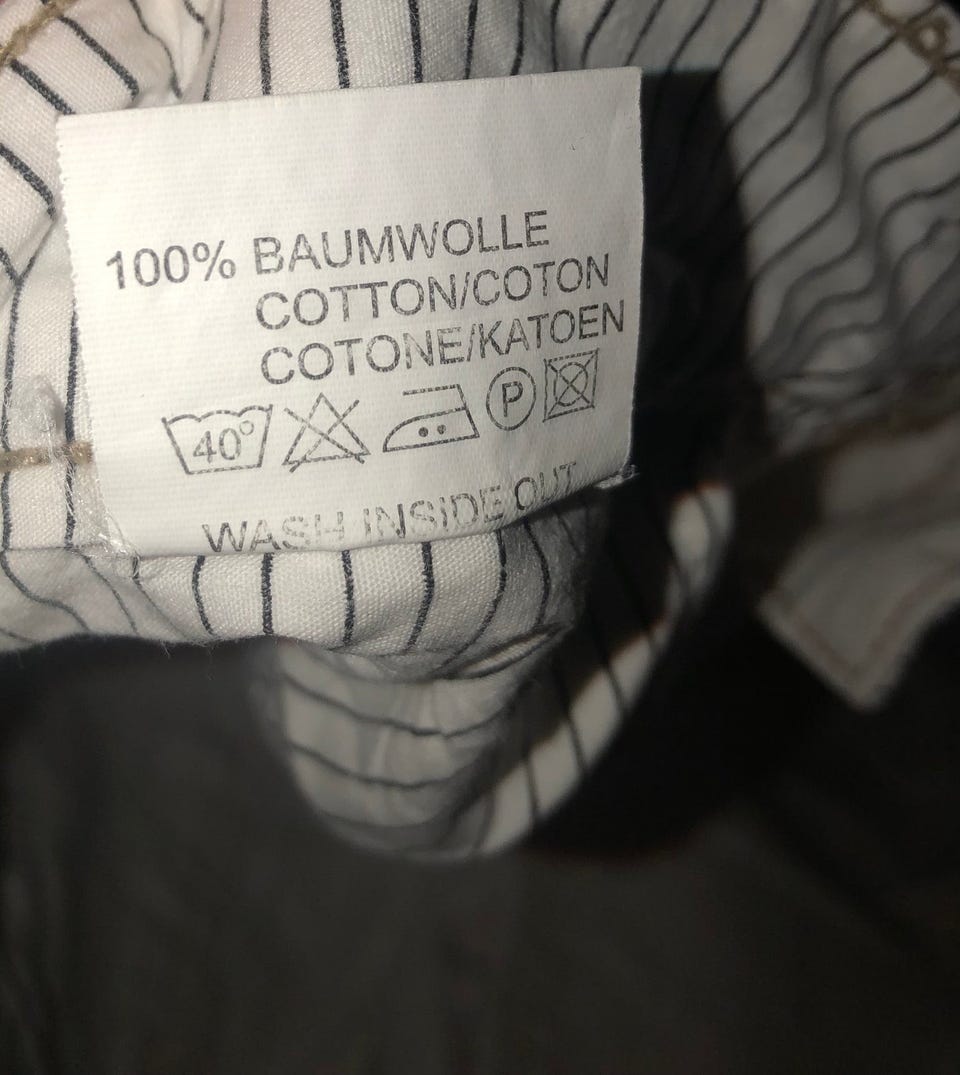 100% BAUMWOLLE
COTTON/COTON
COTONE/KATOEN
40° P
WASH INSIDE OUT